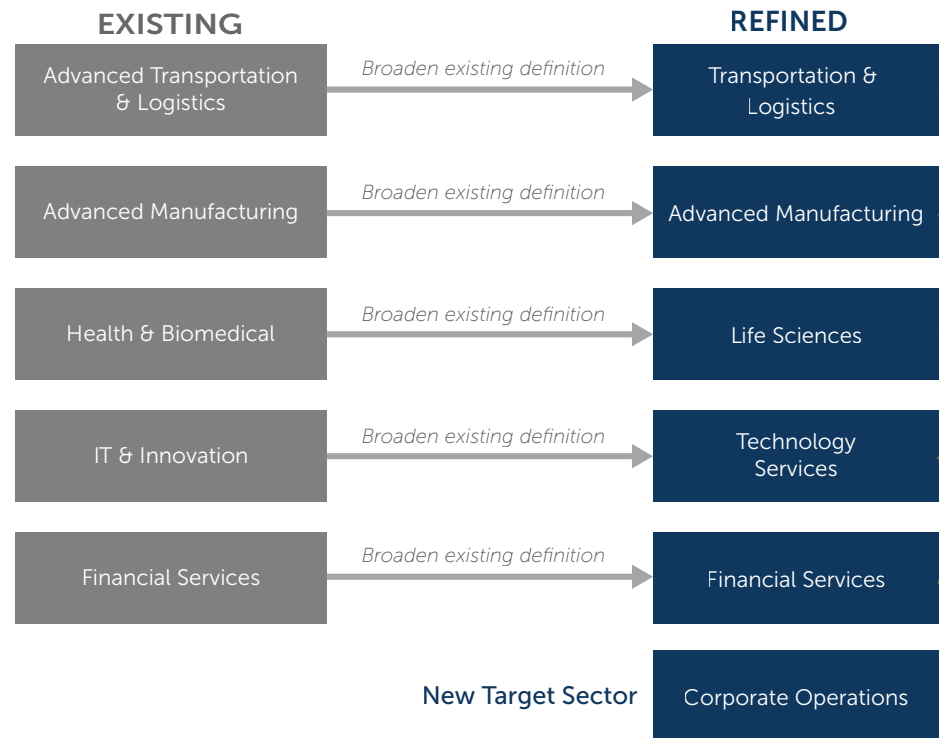 EXISTING
REFINED
Advanced Transportation
& Logistics
Broaden existing definition
Transportation &
Logistics
Advanced Manufacturing
Broaden existing definition
Advanced Manufacturing
Health & Biomedical
Broaden existing definition
Life Sciences
IT & Innovation
Broaden existing definition
Technology
Services
Financial Services
Broaden existing definition
Financial Services
New Target Sector
Corporate Operations